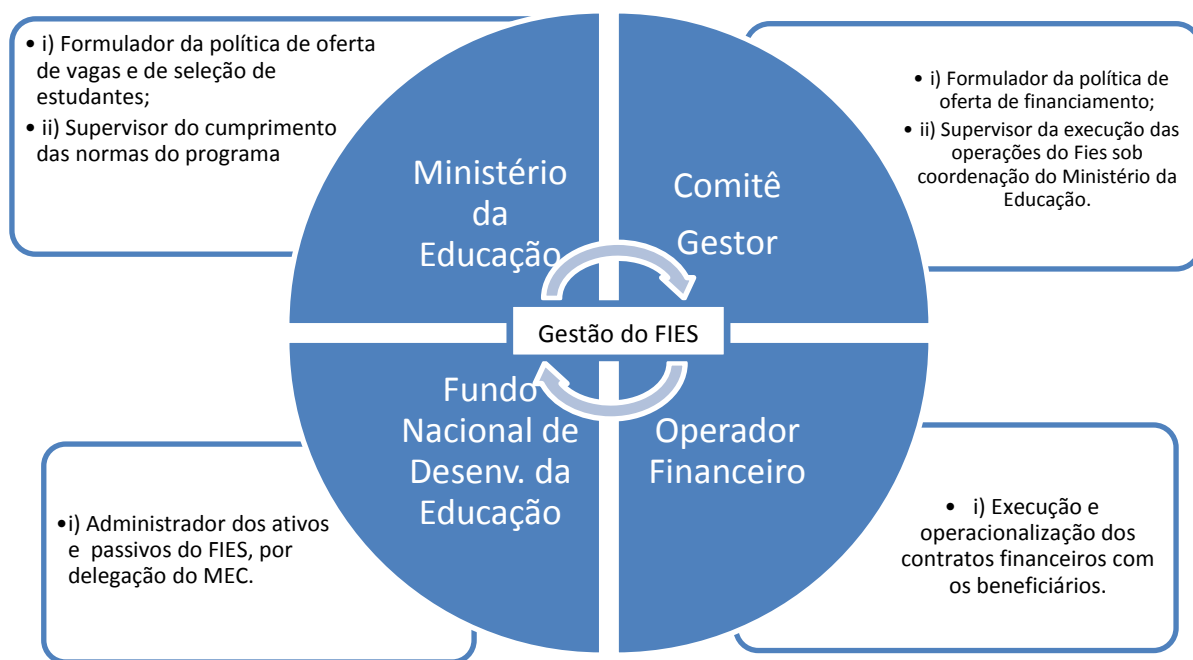 • i) Formulador da política de oferta
de vagas e de seleção de
estudantes;
• ii) Supervisor do cumprimento
das normas do programa
• i) Formulador da política de
oferta de financiamento;
• ii) Supervisor da execução das
operações do Fies sob
coordenação do Ministério da
Educação.
Ministério
da
Educação
Comitê
Gestor
Gestão do FIES
Fundo
Nacional de
Desenv. da
Educação
Operador
Financeiro
•i) Administrador dos ativos
e passivos do FIES, por
delegação do MEC.
• i) Execução e
operacionalização dos
contratos financeiros com
os beneficiários.